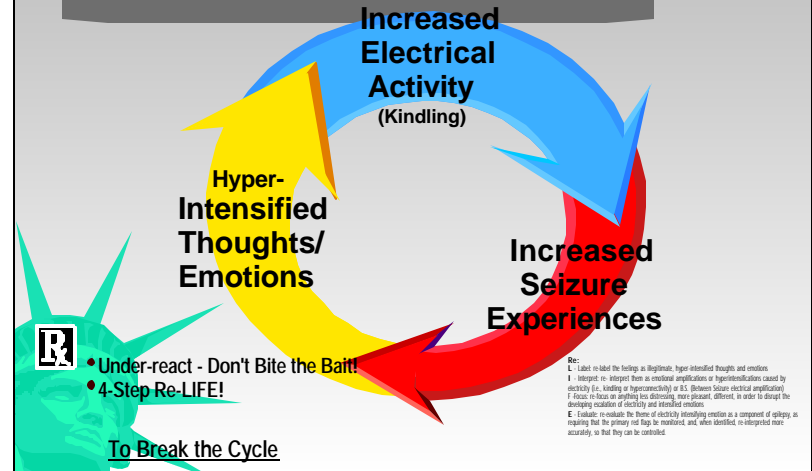 Increased
Electrical
Activity
(Kindling)
Hyper-
Intensified
Thoughts/
Emotions
Increased
Seizure
Experiences
Rx
• Under-react - Don't Bite the Bait!
• 4-Step Re-LIFE!
To Break the Cycle
Re:
L - Label: re-label the feelings as illegitimate, hyper-intensified thoughts and emotions
I - Interpret: re- interpret them as emotional amplifications or hyperintensifications caused by
electricity (i.e., kindling or hyperconnectivity) or B.S. (Between Seizure electrical amplification)
F -Focus: re-focus on anything less distressing, more pleasant, different, in order to disrupt the
developing escalation of electricity and intensified emotions
E - Evaluate: re-evaluate the theme of electricity intensifying emotion as a component of epilepsy, as
requiring that the primary red flags be monitored, and, when identified, re-interpreted more
accurately, so that they can be controlled.